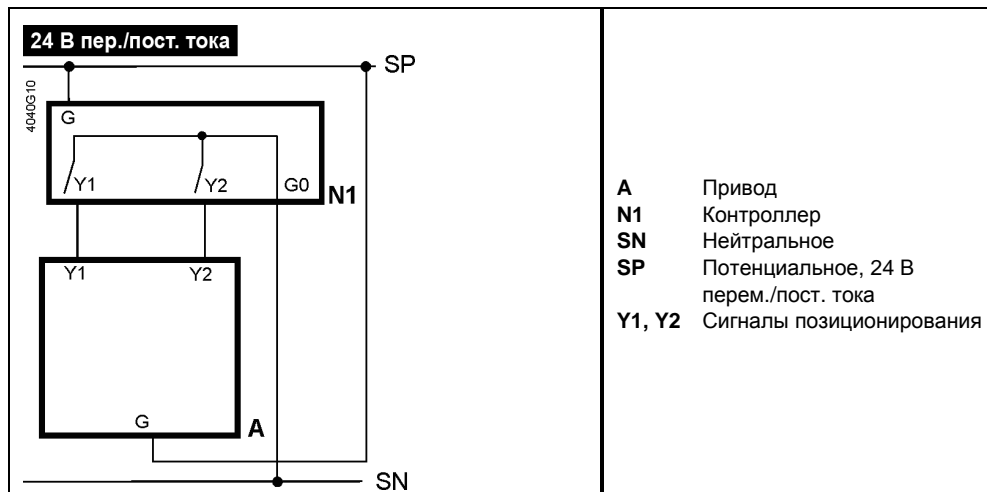 24 В пер./пост. тока
SP
4040G10
G
Y1
Y2
G0
N1
Y1
Y2
G
A
SN
A Привод
N1 Контроллер
SN Нейтральное
SP Потенциальное, 24 В
перем./пост. тока
Y1, Y2 Сигналы позиционирования